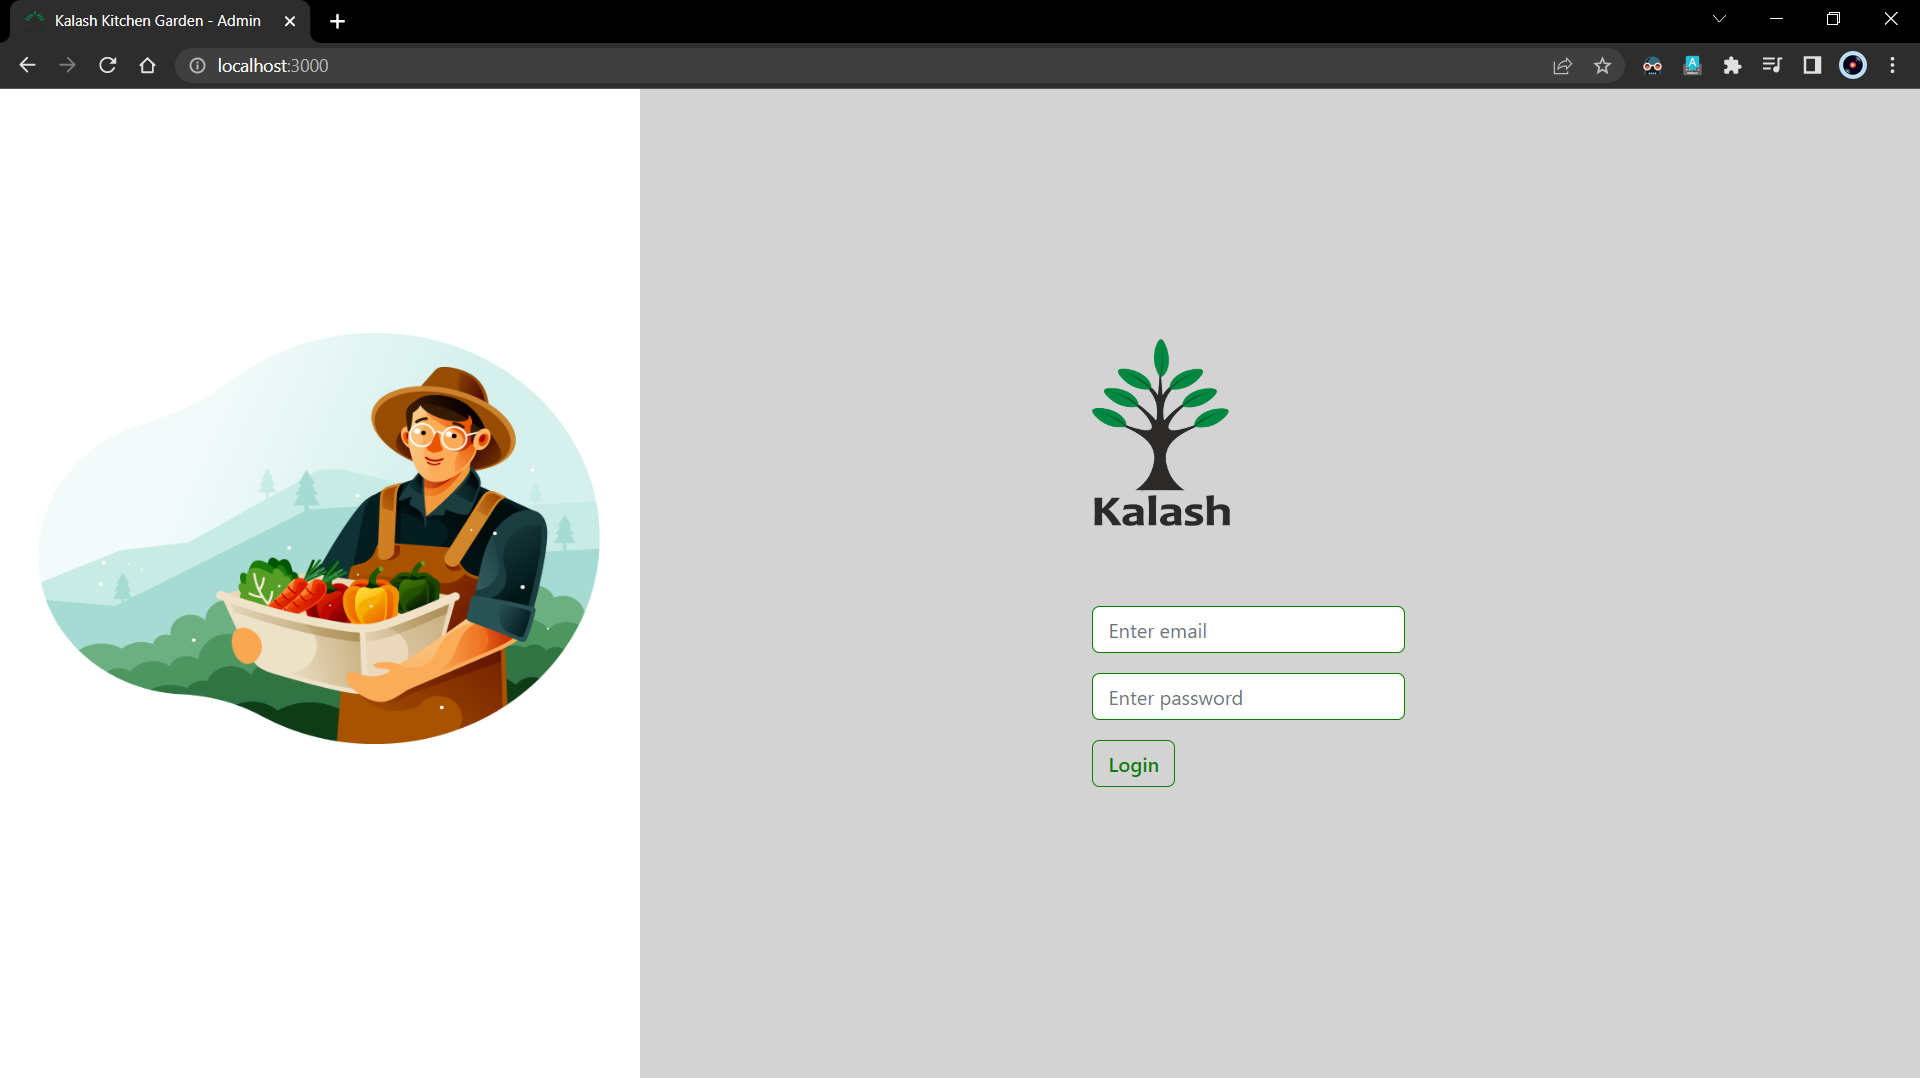 Kalash Kitchen Garden - Admin
localhost:3000
Kalash
Enter email
Enter password
Login